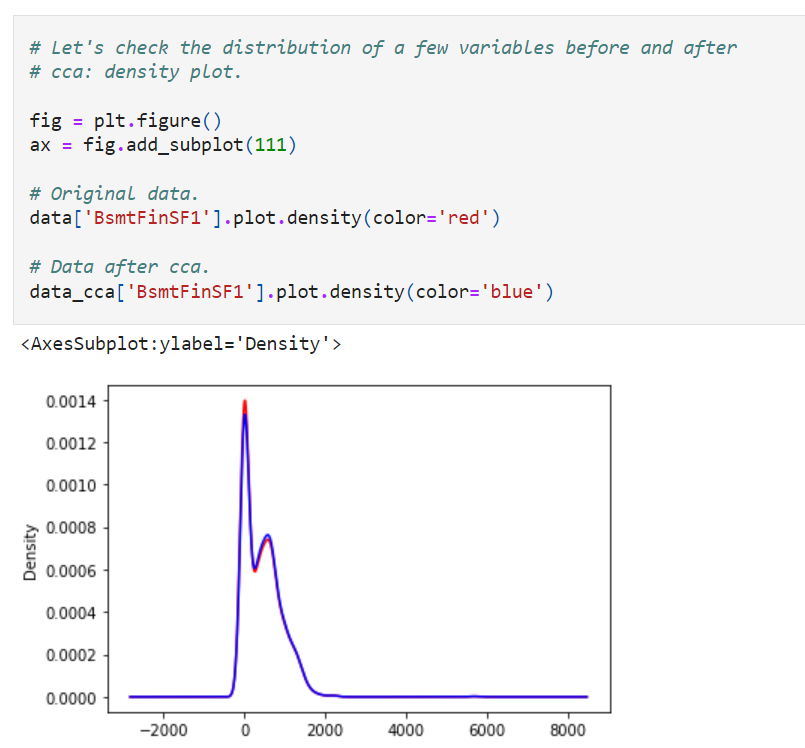 # Let's check the distribution of a few variables before and after
# cca: density plot.
fig = plt.figure()
ax = fig.add_subplot(111)
# Original data.
data['BsmtFinSF1'].plot.density(color='red')
# Data after cca.
data_cca['BsmtFinSF1'].plot.density(color='blue')
<AxesSubplot:ylabel='Density'>
0.0014
0.0012
0.0010
0.0008
0.0006
0.0004
0.0002
0.0000
Density
−2000 0 2000 4000 6000 8000